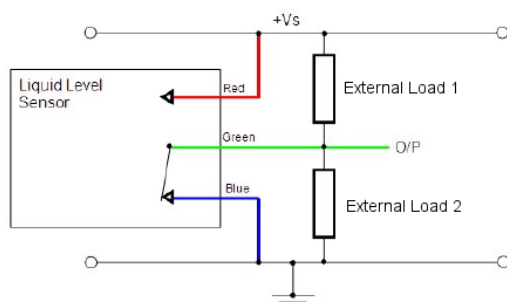 +Vs
Liquid Level
Sensor
Red
External Load 1
Green
O/P
Blue
External Load 2